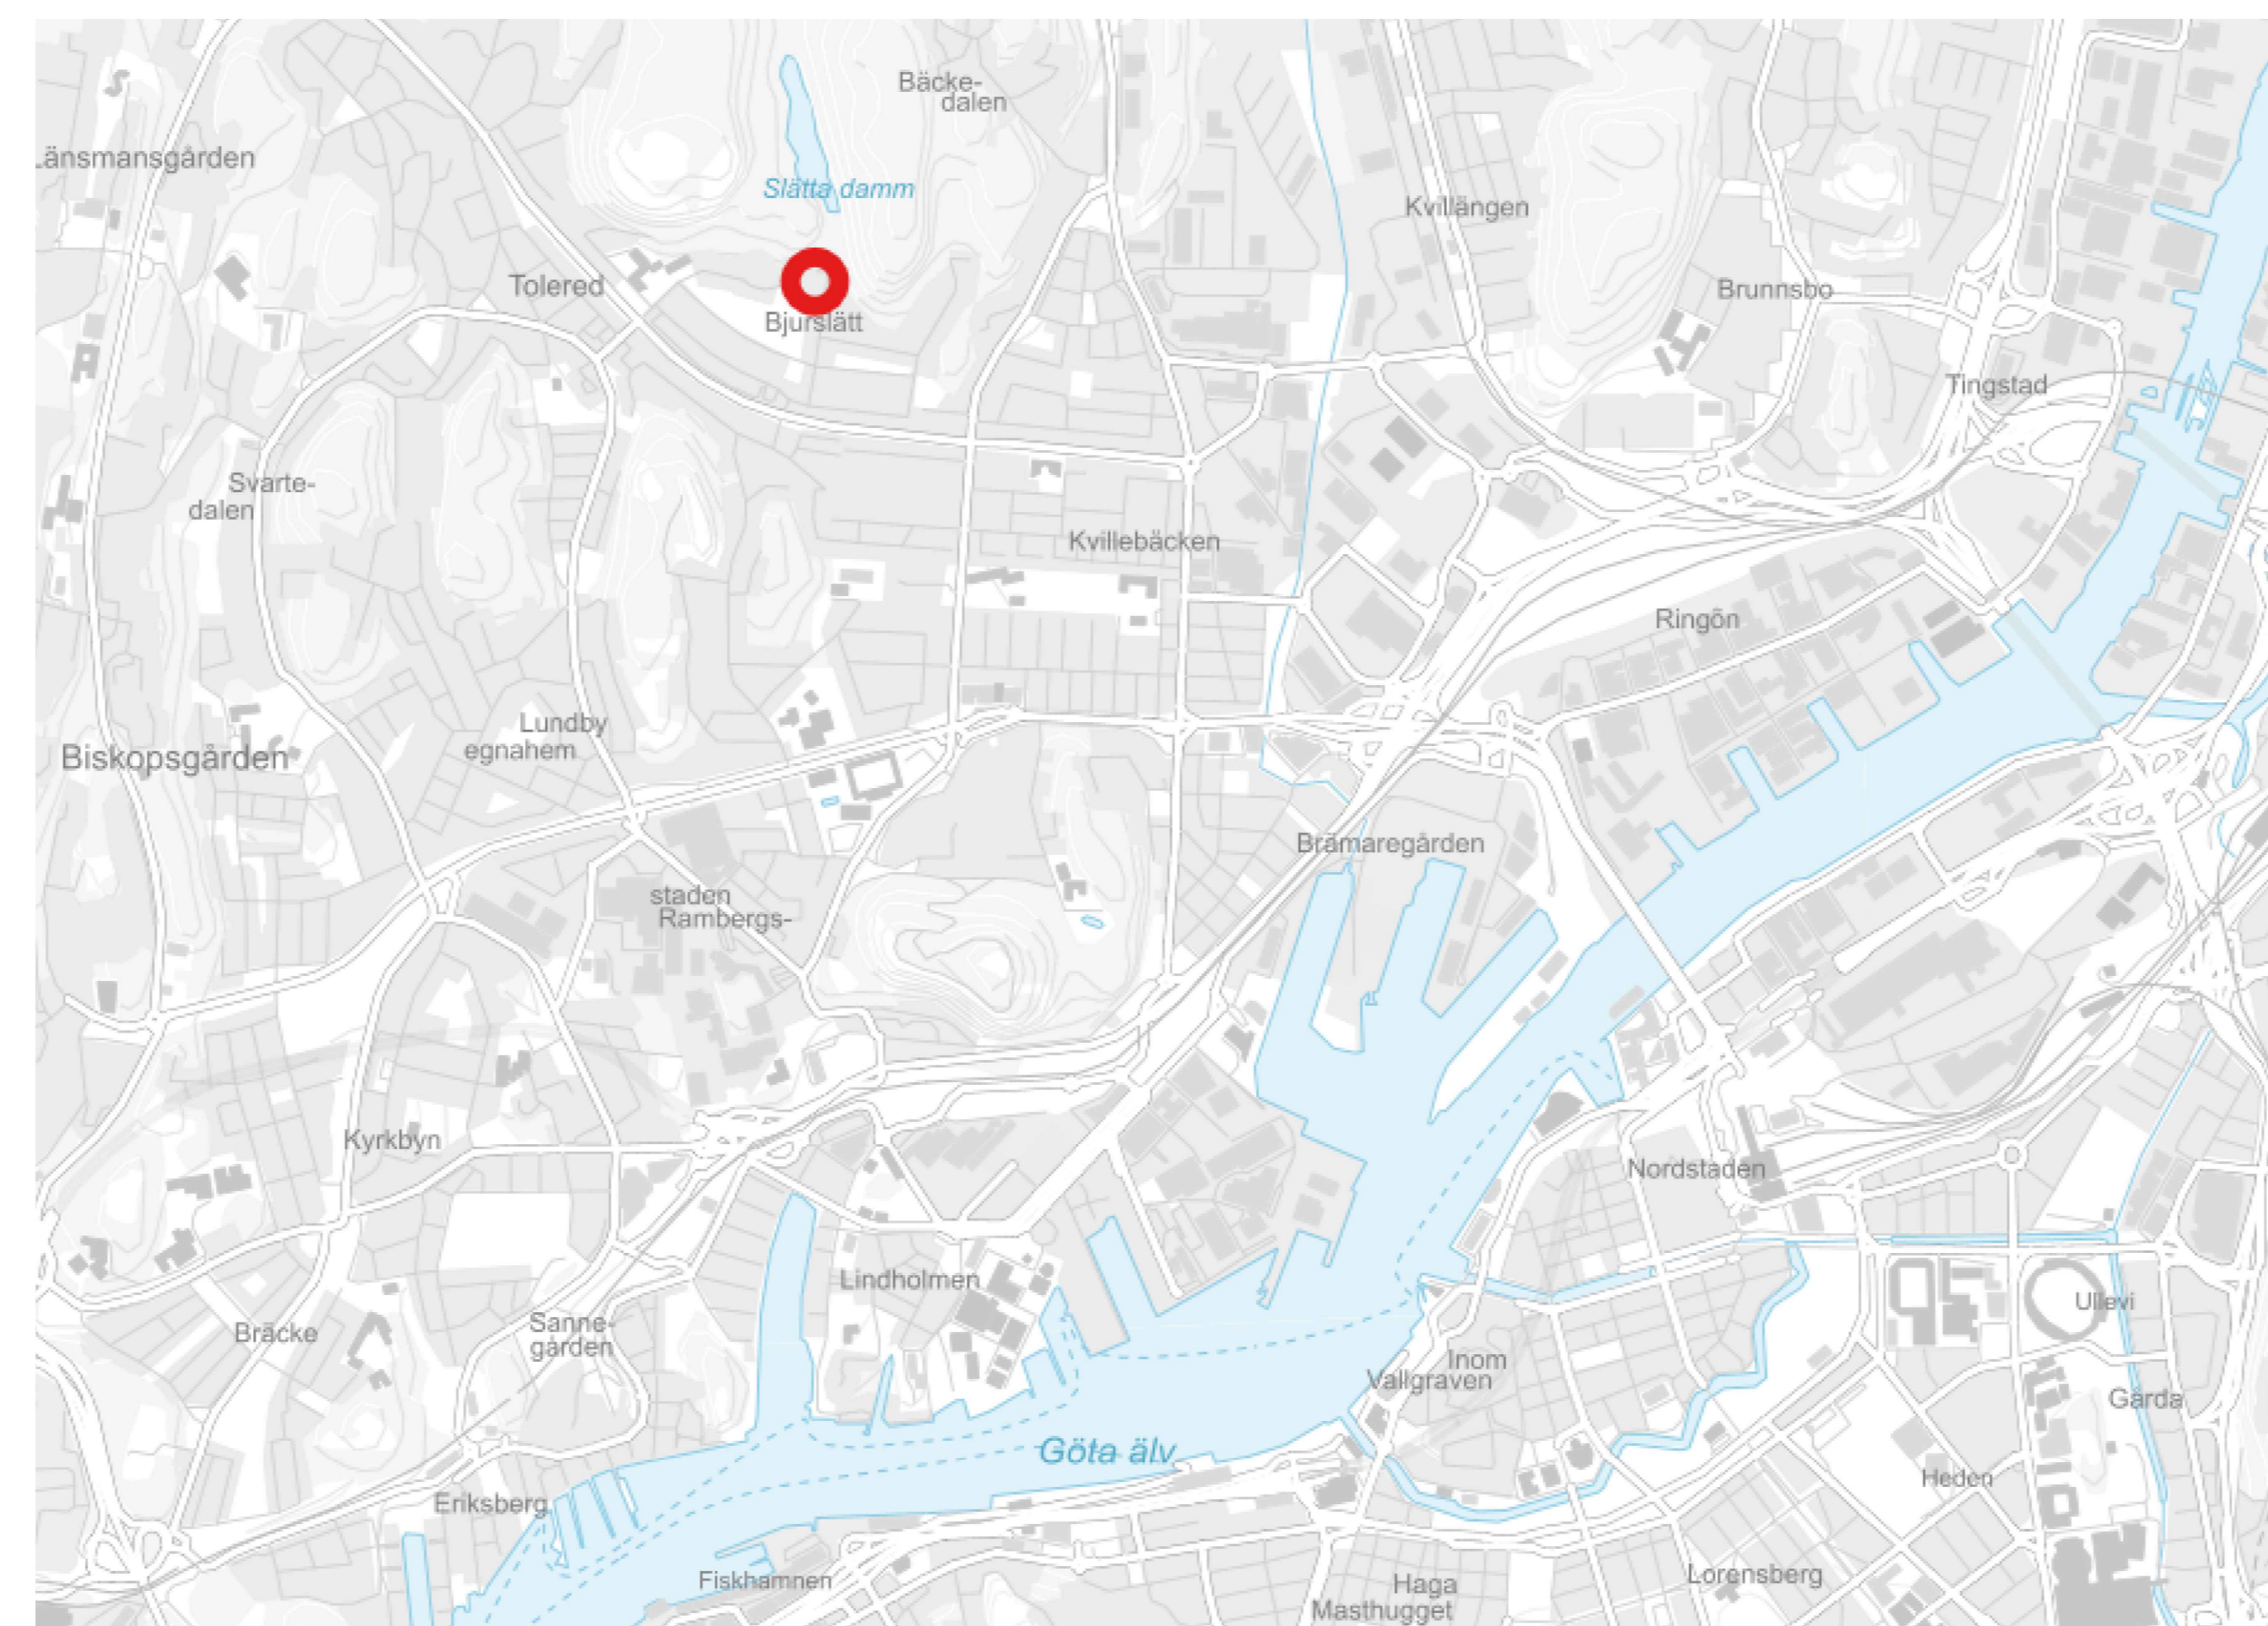 Bäcke-
dalen
Länsmansgården
Slätta damm
Kvillängen
Tolered
Bjurslätt
Brunnsbo
Tingstad
Svarte-
dalen
Kvillebäcken
Ringön
Lundby
egnahem
Biskopsgården
Brämaregården
staden
Rambergs-
Kyrkbyn
Nordstaden
Lindholmen
Ullevi
Bräcke
Sanne-
gården
Inom
Vallgraven
Gårda
Göta älv
Heden
Eriksberg
Fiskhamnen
Lorensberg
Haga
Masthugget